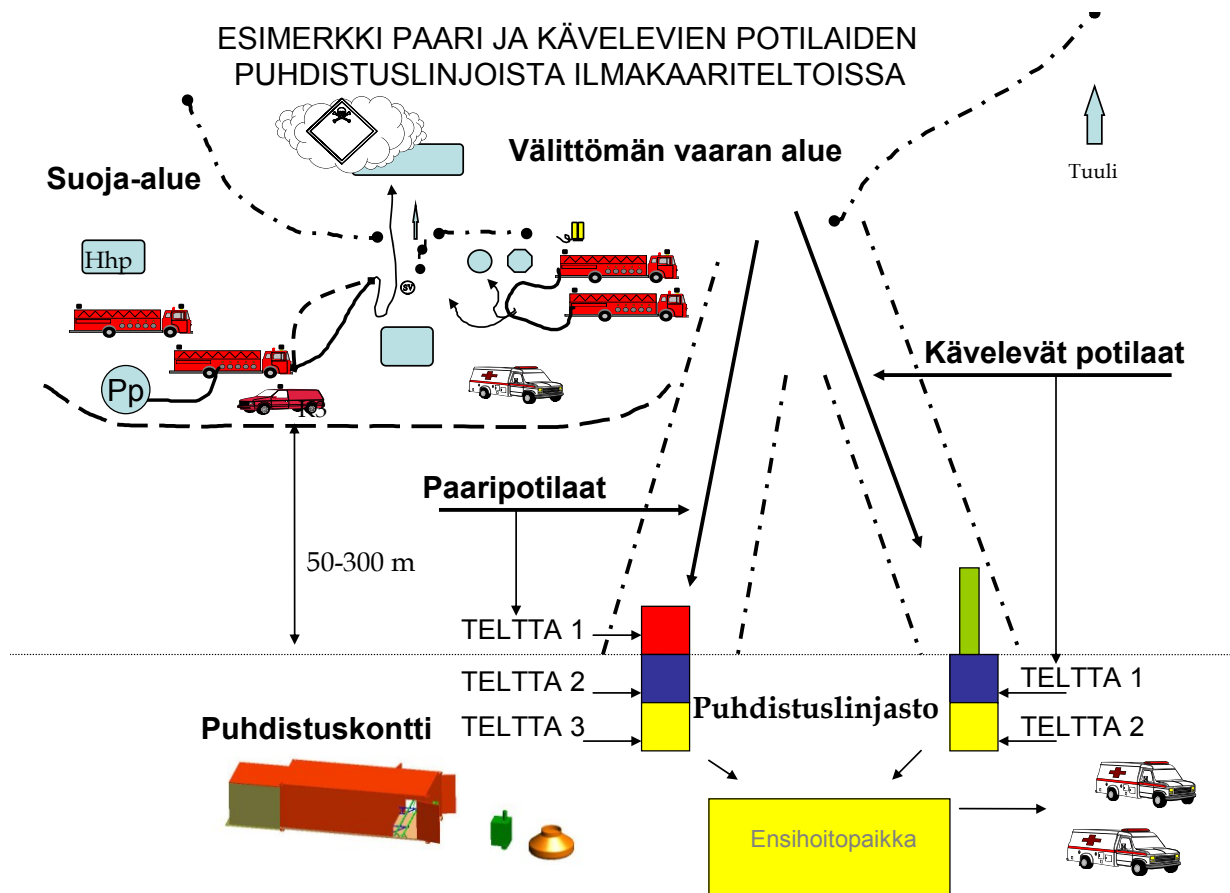 ESIMERKKI PAARI JA KÄVELEVIEN POTILAIDEN
PUHDISTUSLINJOISTA ILMAKAARITELTOISSA
Välittömän vaaran alue
Suoja-alue
Tuuli
Hhp
SV
Kävelevät potilaat
Pp
Paaripotilaat
50-300 m
TELTTA 1
TELTTA 2
TELTTA 3
TELTTA 1
TELTTA 2
Puhdistuslinjasto
Puhdistuskontti
Ensihoitopaikka